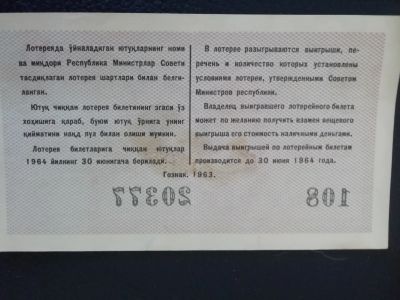 Лотереяда ўйналадиган ютуқларнинг номи
ва миқдори Республика Министрлар Совети
тасдиқлаган лотерея шартлари билан белги-
ланган.
Ютуқ чиққан лотерея билетининг эгаси ўз
хоҳишига қараб, буюм ютуқ ўрнига унинг
қийматини нақд пул билан олиши мумкин.
Лотерея билетларига чиққан ютуқлар
1964 йилнинг 30 июнигача берилади.
В лотерее разыгрываются выигрыши, пе-
речень и количество которых установлены
условиями лотереи, утвержденными Советом
Министров республики.
Владелец выигравшего лотерейного билета
может по желанию получить взамен вещевого
выигрыша его стоимость наличными деньгами.
Выдача выигрышей по лотерейным билетам
производится до 30 июня 1964 года.
Гознак. 1963.
20377 108